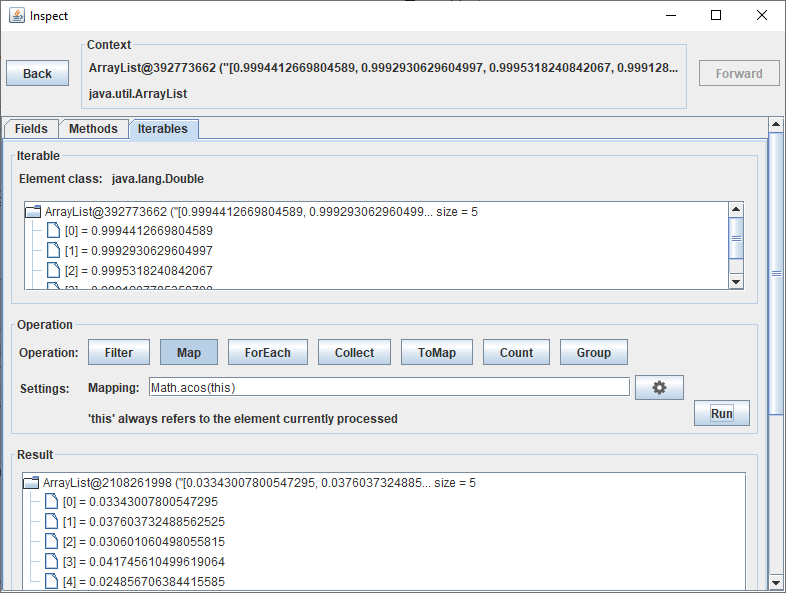 Inspect
Context
Back
ArrayList@392773662 ("[0.9994412669804589, 0.9992930629604997, 0.9995318240842067, 0.999128...
Forward
java.util.ArrayList
Fields Methods Iterables
Iterable
Element class: java.lang.Double
ArrayList@392773662 ("[0.9994412669804589, 0.999293062960499... size = 5
[0] = 0.9994412669804589
[1] = 0.9992930629604997
[2] = 0.9995318240842067
Operation
Operation: Filter Map ForEach Collect ToMap Count Group
Settings: Mapping: Math.acos(this)
Run
'this' always refers to the element currently processed
Result
ArrayList@2108261998 ("[0.03343007800547295, 0.0376037324885... size = 5
[0] = 0.03343007800547295
[1] = 0.037603732488562525
[2] = 0.030601060498055815
[3] = 0.041745610499619064
[4] = 0.024856706384415585